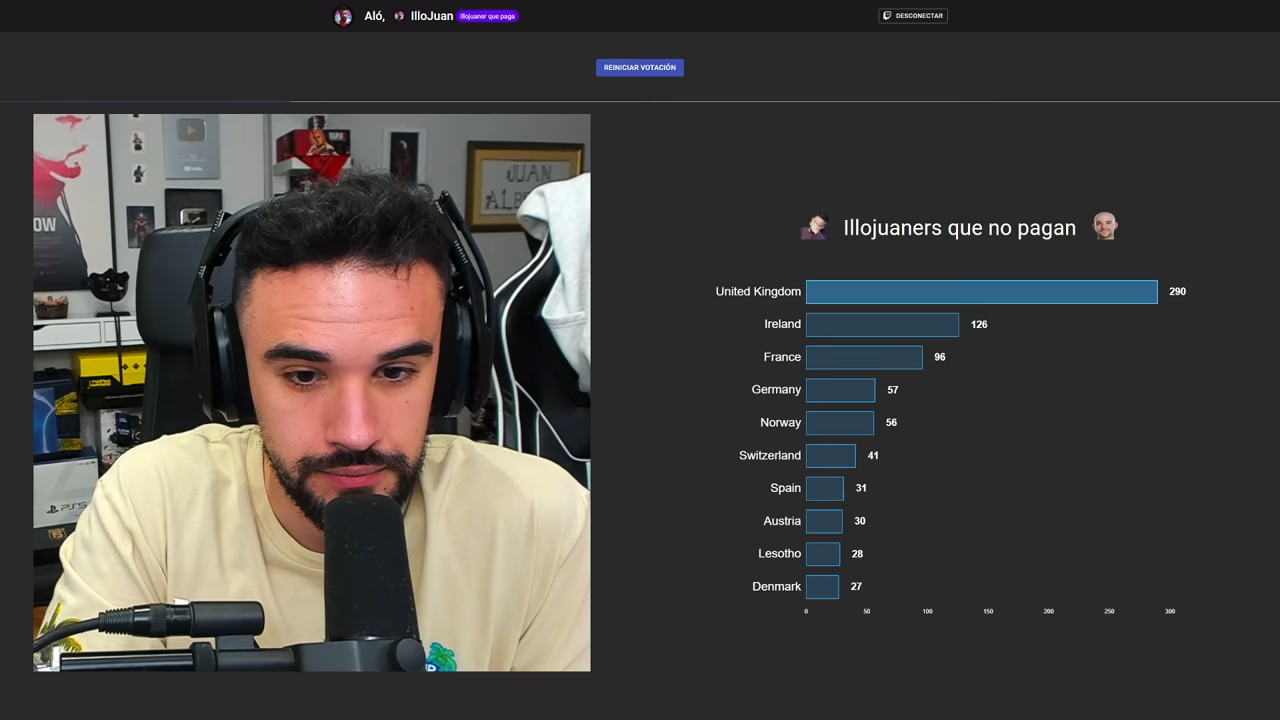 Aló, IlloJuan Illojuaner que paga
DESCONECTAR
REINICIAR VOTACIÓN
OW
JUAN
PS5
Illojuaners que no pagan
United Kingdom 290
Ireland 126
France 96
Germany 57
Norway 56
Switzerland 41
Spain 31
Austria 30
Lesotho 28
Denmark 27
0 50 100 150 200 250 300